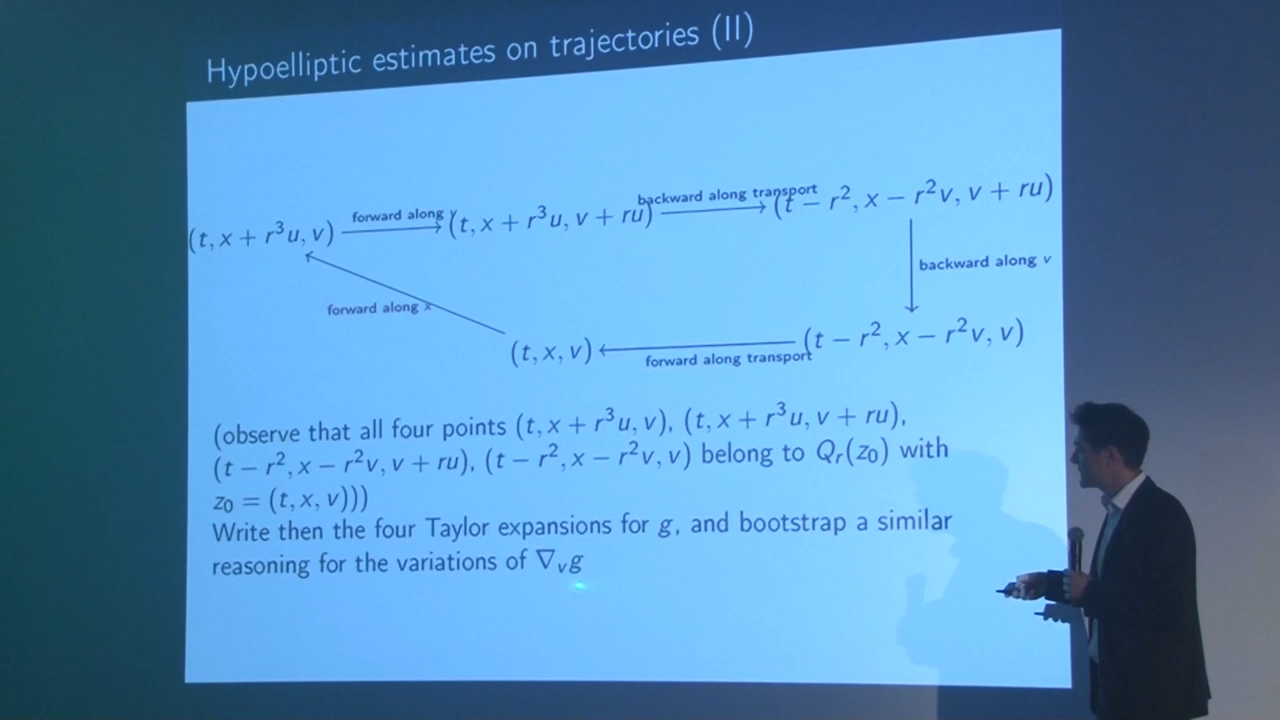 Hypoelliptic estimates on trajectories (II)
(t, x + r³u, v) forward along v (t, x + r³u, v + ru) backward along transport (t − r², x − r²v, v + ru)
backward along v
forward along x
(t, x, v) forward along transport (t − r², x − r²v, v)
(observe that all four points (t, x + r³u, v), (t, x + r³u, v + ru),
(t − r², x − r²v, v + ru), (t − r², x − r²v, v) belong to Qᵣ(z₀) with
z₀ = (t, x, v)))
Write then the four Taylor expansions for g, and bootstrap a similar
reasoning for the variations of ∇ᵥg